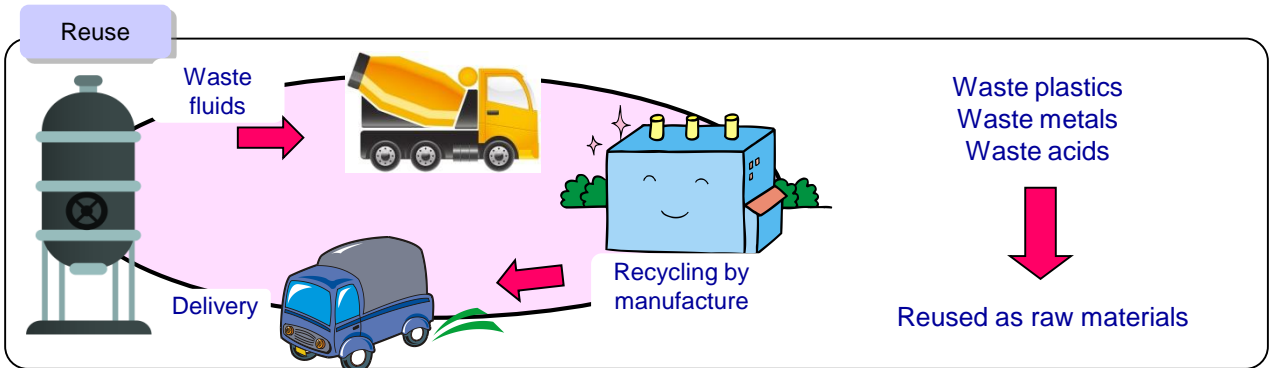 Reuse
Waste
fluids
Recycling by
manufacture
Delivery
Waste plastics
Waste metals
Waste acids
Reused as raw materials